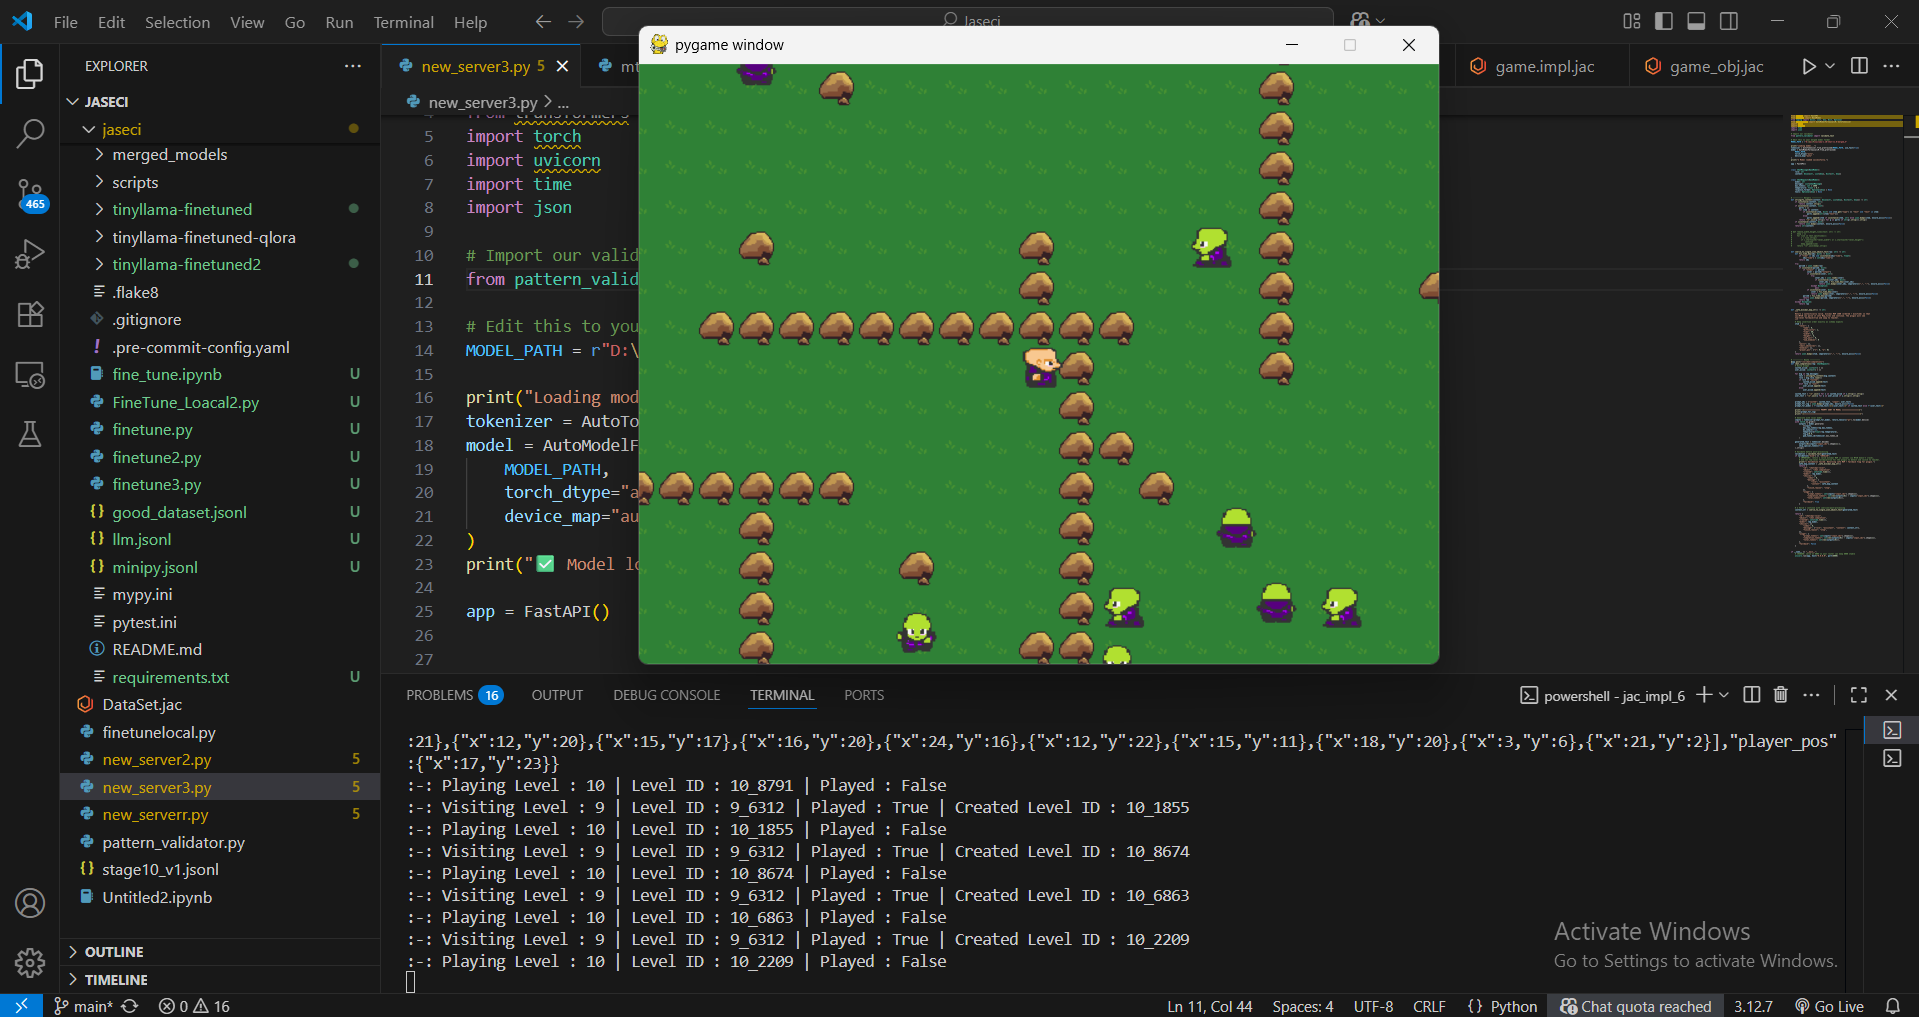 File Edit Selection View Go Run Terminal Help
Jaseci
pygame window
EXPLORER
new_server3.py 5
game.impl.jac
game_obj.jac
JASECI
new_server3.py > ...
jaseci
merged_models
scripts
tinyllama-finetuned
tinyllama-finetuned-qlora
tinyllama-finetuned2
.flake8
.gitignore
.pre-commit-config.yaml
fine_tune.ipynb U
FineTune_Loacal2.py U
finetune.py U
finetune2.py U
finetune3.py U
good_dataset.jsonl U
llm.jsonl U
minipy.jsonl U
mypy.ini
pytest.ini
README.md
requirements.txt U
DataSet.jac
finetunelocal.py
new_server2.py 5
new_server3.py 5
new_serverr.py 5
pattern_validator.py
stage10_v1.jsonl
Untitled2.ipynb
OUTLINE
TIMELINE
465
5 import torch
6 import uvicorn
7 import time
8 import json
9
10 # Import our valid
11 from pattern_valid
12
13 # Edit this to you
14 MODEL_PATH = r"D:\
15
16 print("Loading mod
17 tokenizer = AutoTo
18 model = AutoModelF
19 MODEL_PATH,
20 torch_dtype="a
21 device_map="au
22 )
23 print("✅ Model lo
24
25 app = FastAPI()
26
27
PROBLEMS 16 OUTPUT DEBUG CONSOLE TERMINAL PORTS
powershell - jac_impl_6
:21},{"x":12,"y":20},{"x":15,"y":17},{"x":16,"y":20},{"x":24,"y":16},{"x":12,"y":22},{"x":15,"y":11},{"x":18,"y":20},{"x":3,"y":6},{"x":21,"y":2}],"player_pos"
:{"x":17,"y":23}}
:-: Playing Level : 10 | Level ID : 10_8791 | Played : False
:-: Visiting Level : 9 | Level ID : 9_6312 | Played : True | Created Level ID : 10_1855
:-: Playing Level : 10 | Level ID : 10_1855 | Played : False
:-: Visiting Level : 9 | Level ID : 9_6312 | Played : True | Created Level ID : 10_8674
:-: Playing Level : 10 | Level ID : 10_8674 | Played : False
:-: Visiting Level : 9 | Level ID : 9_6312 | Played : True | Created Level ID : 10_6863
:-: Playing Level : 10 | Level ID : 10_6863 | Played : False
:-: Visiting Level : 9 | Level ID : 9_6312 | Played : True | Created Level ID : 10_2209
:-: Playing Level : 10 | Level ID : 10_2209 | Played : False
Activate Windows
Go to Settings to activate Windows.
main* 0 16
Ln 11, Col 44 Spaces: 4 UTF-8 CRLF {} Python Chat quota reached 3.12.7 Go Live